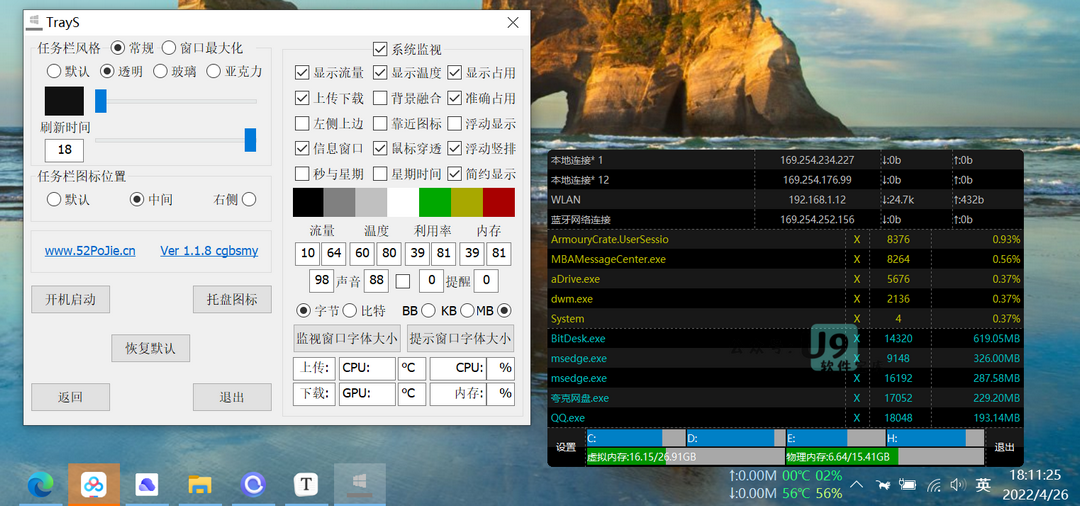 TrayS
任务栏风格 常规 窗口最大化
默认 透明 玻璃 亚克力
刷新时间
18
任务栏图标位置
默认 中间 右侧
www.52PoJie.cn Ver 1.1.8 cgbsmy
开机启动 托盘图标
恢复默认
返回 退出
系统监视
显示流量 显示温度 显示占用
上传下载 背景融合 准确占用
左侧上边 靠近图标 浮动显示
信息窗口 鼠标穿透 浮动竖排
秒与星期 星期时间 简约显示
流量 温度 利用率 内存
10 64 60 80 39 81 39 81
98 声音 88 0 提醒 0
字节 比特 BB KB MB
监视窗口字体大小 提示窗口字体大小
上传: CPU: ℃ CPU: %
下载: GPU: ℃ 内存: %
本地连接* 1 169.254.234.227 ↓:0b ↑:0b
本地连接* 12 169.254.176.99 ↓:0b ↑:0b
WLAN 192.168.1.12 ↓:24.7k ↑:432b
蓝牙网络连接 169.254.252.156 ↓:0b ↑:0b
ArmouryCrate.UserSessio X 8376 0.93%
MBAMessageCenter.exe X 8264 0.56%
aDrive.exe X 5676 0.37%
dwm.exe X 2136 0.37%
System X 4 0.37%
BitDesk.exe X 14320 619.05MB
msedge.exe X 9148 326.00MB
msedge.exe X 16192 287.58MB
夸克网盘.exe X 17052 229.20MB
QQ.exe X 18048 193.14MB
J9
软件
设置 C: D: E: H: 退出
虚拟内存:16.15/26.91GB 物理内存:6.64/15.41GB
T
↑:0.00M 00℃ 02%
↓:0.00M 56℃ 56%
英
18:11:25
2022/4/26